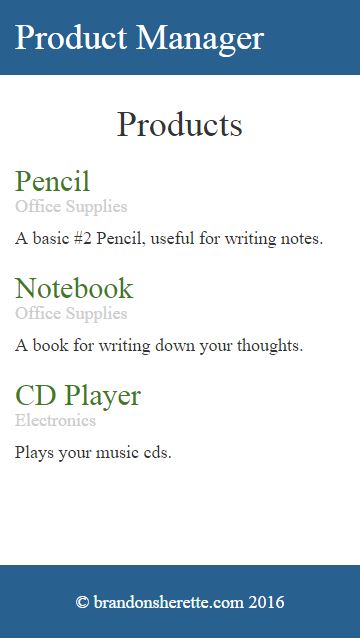 Product Manager
Products
Pencil
Office Supplies
A basic #2 Pencil, useful for writing notes.
Notebook
Office Supplies
A book for writing down your thoughts.
CD Player
Electronics
Plays your music cds.
© brandonsherette.com 2016